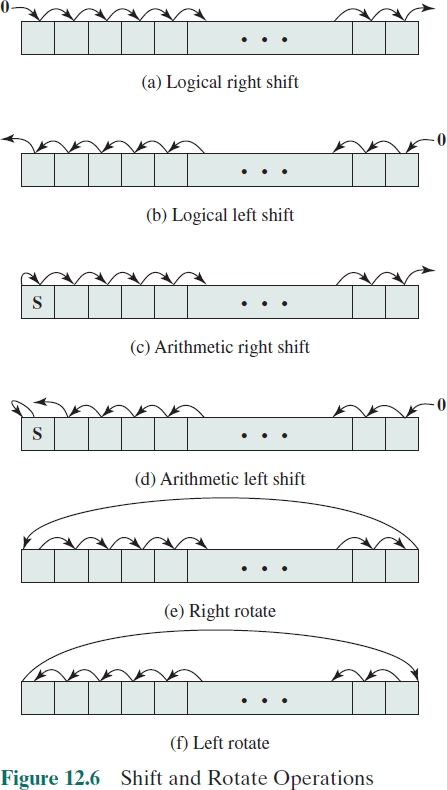 0
(a) Logical right shift
0
(b) Logical left shift
S
(c) Arithmetic right shift
0
S
(d) Arithmetic left shift
(e) Right rotate
(f) Left rotate
Figure 12.6 Shift and Rotate Operations